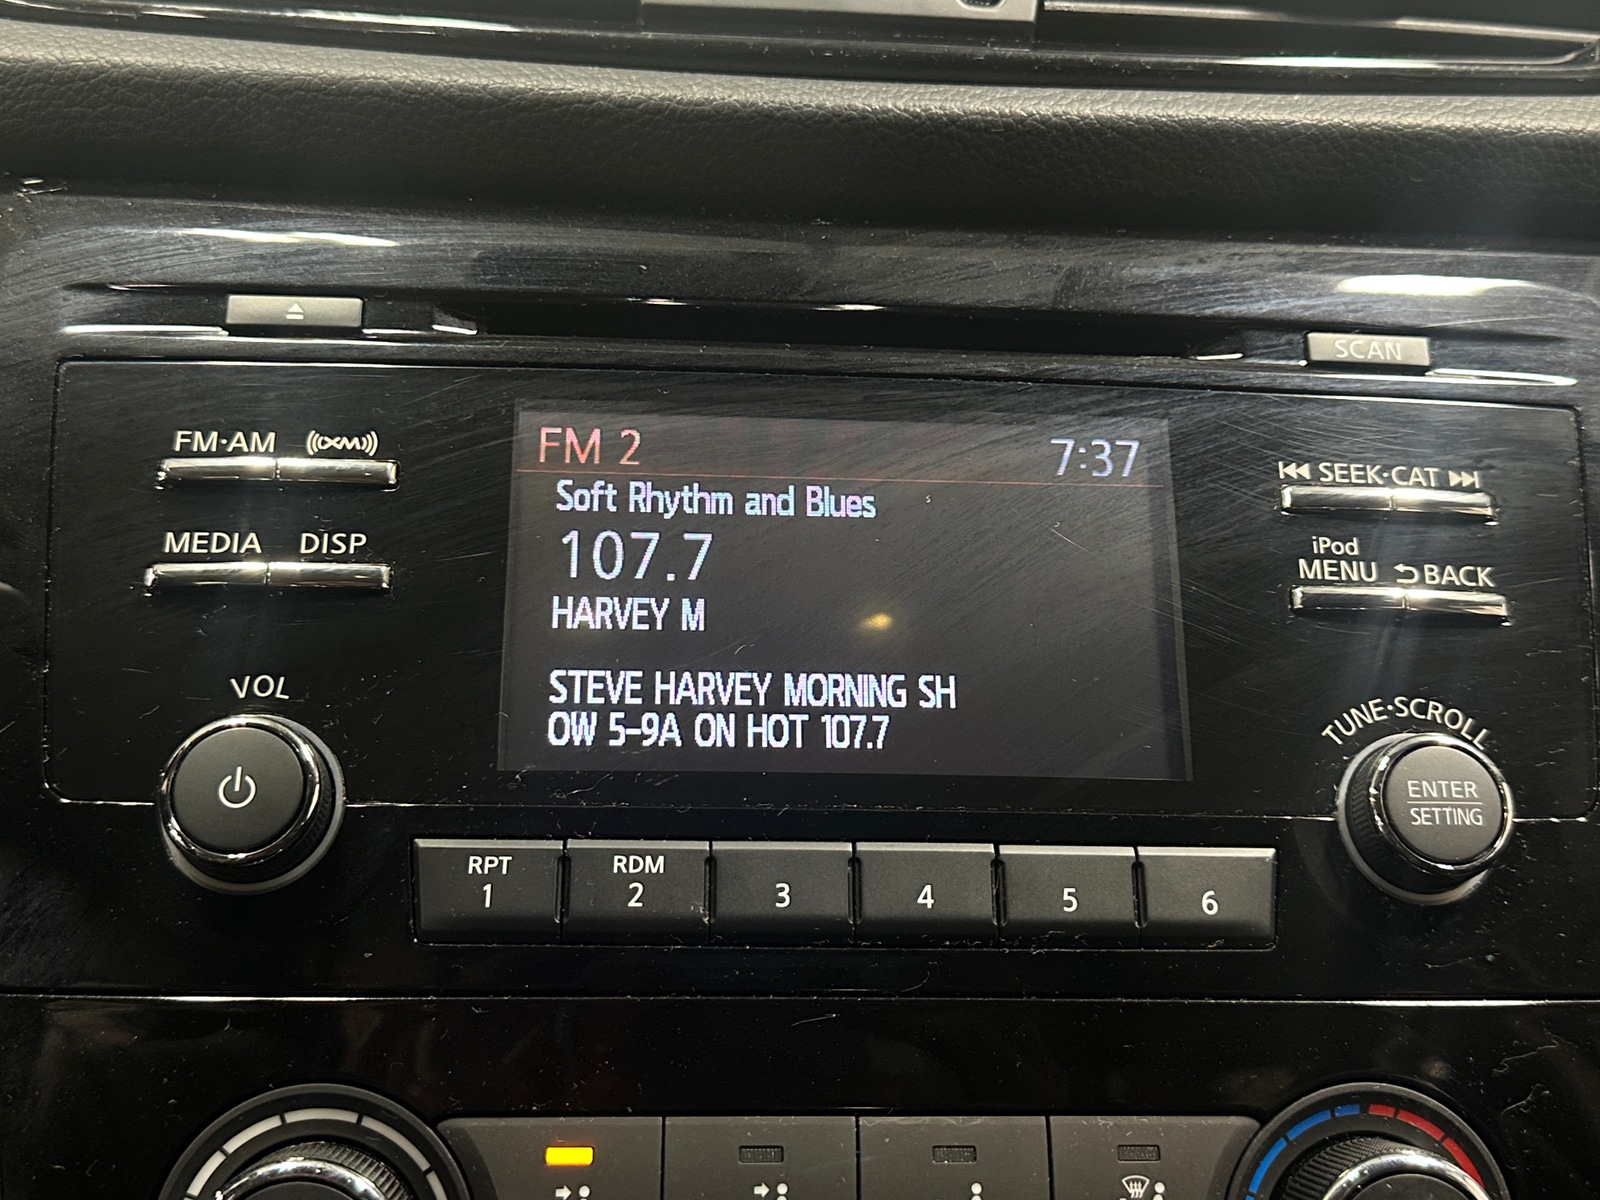 SCAN
FM·AM (((XM)))
FM 2 7:37
SEEK·CAT
Soft Rhythm and Blues
107.7
MEDIA DISP
iPod
MENU BACK
HARVEY M
VOL
STEVE HARVEY MORNING SH
OW 5-9A ON HOT 107.7
TUNE·SCROLL
ENTER
SETTING
RPT
1
RDM
2
3
4
5
6